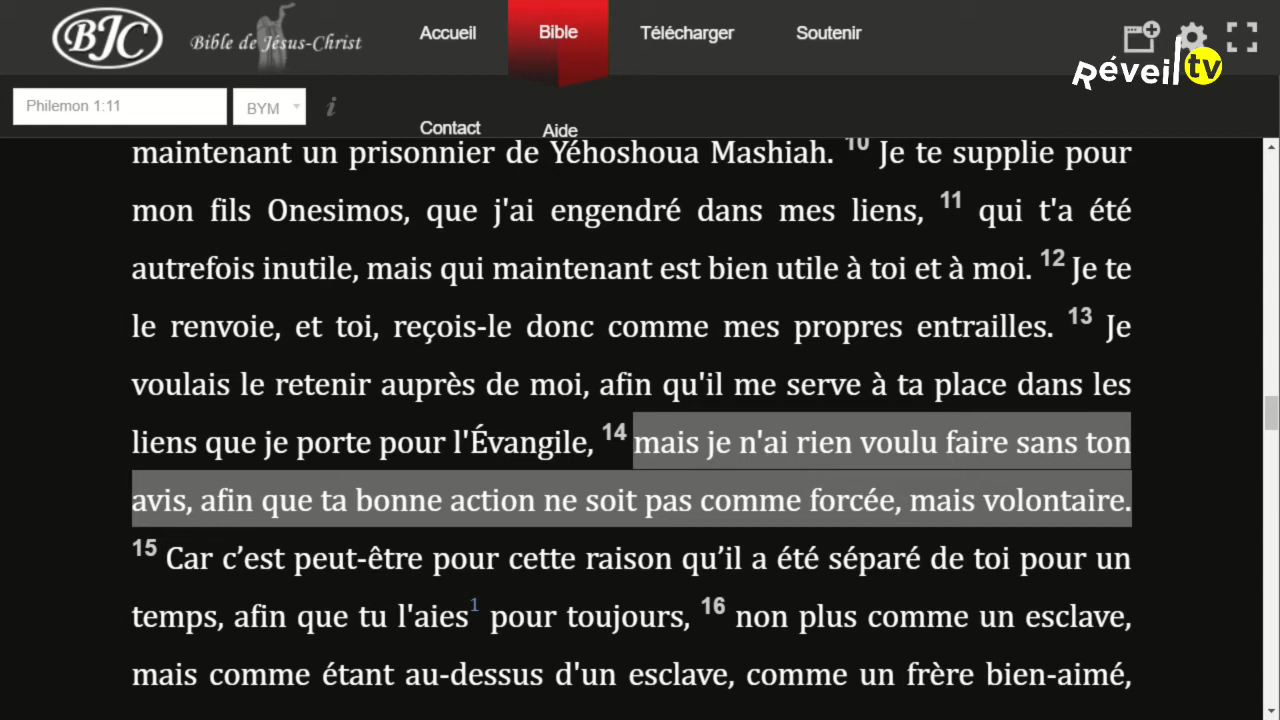 BJC Bible de Jésus-Christ Accueil Bible Télécharger Soutenir
Réveil tv
Philemon 1:11 BYM i Contact Aide
maintenant un prisonnier de Yéhoshoua Mashiah. 10 Je te supplie pour
mon fils Onesimos, que j'ai engendré dans mes liens, 11 qui t'a été
autrefois inutile, mais qui maintenant est bien utile à toi et à moi. 12 Je te
le renvoie, et toi, reçois-le donc comme mes propres entrailles. 13 Je
voulais le retenir auprès de moi, afin qu'il me serve à ta place dans les
liens que je porte pour l'Évangile, 14 mais je n'ai rien voulu faire sans ton
avis, afin que ta bonne action ne soit pas comme forcée, mais volontaire.
15 Car c’est peut-être pour cette raison qu’il a été séparé de toi pour un
temps, afin que tu l'aies1 pour toujours, 16 non plus comme un esclave,
mais comme étant au-dessus d'un esclave, comme un frère bien-aimé,